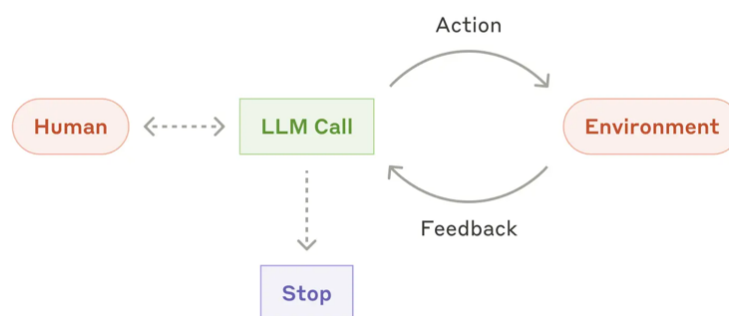 Action
Human
LLM Call
Environment
Feedback
Stop